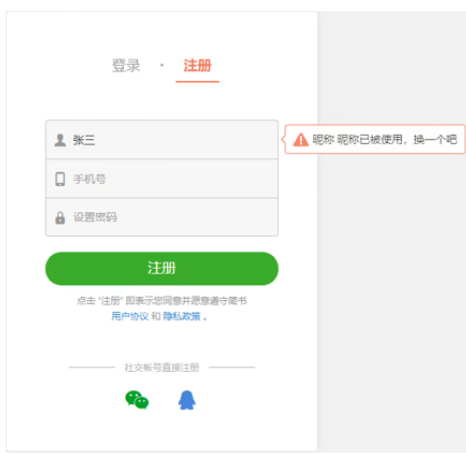 登录 · 注册
张三
昵称 昵称已被使用，换一个吧
手机号
设置密码
注册
点击 “注册” 即表示您同意并愿意遵守简书
用户协议 和 隐私政策 。
社交帐号直接注册